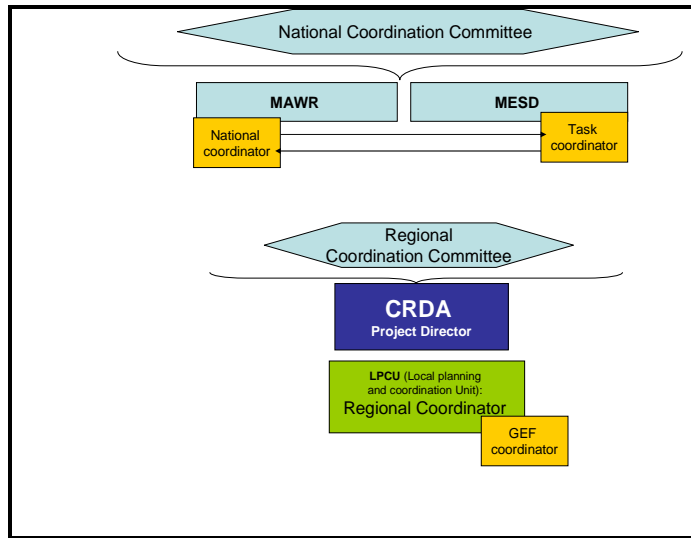 National Coordination Committee
MAWR
MESD
National
coordinator
Task
coordinator
Regional
Coordination Committee
CRDA
Project Director
LPCU (Local planning
and coordination Unit):
Regional Coordinator
GEF
coordinator